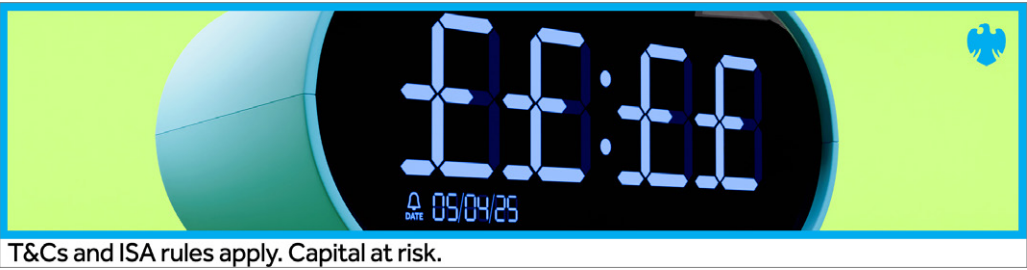 ££:££
DATE 05/04/25
T&Cs and ISA rules apply. Capital at risk.